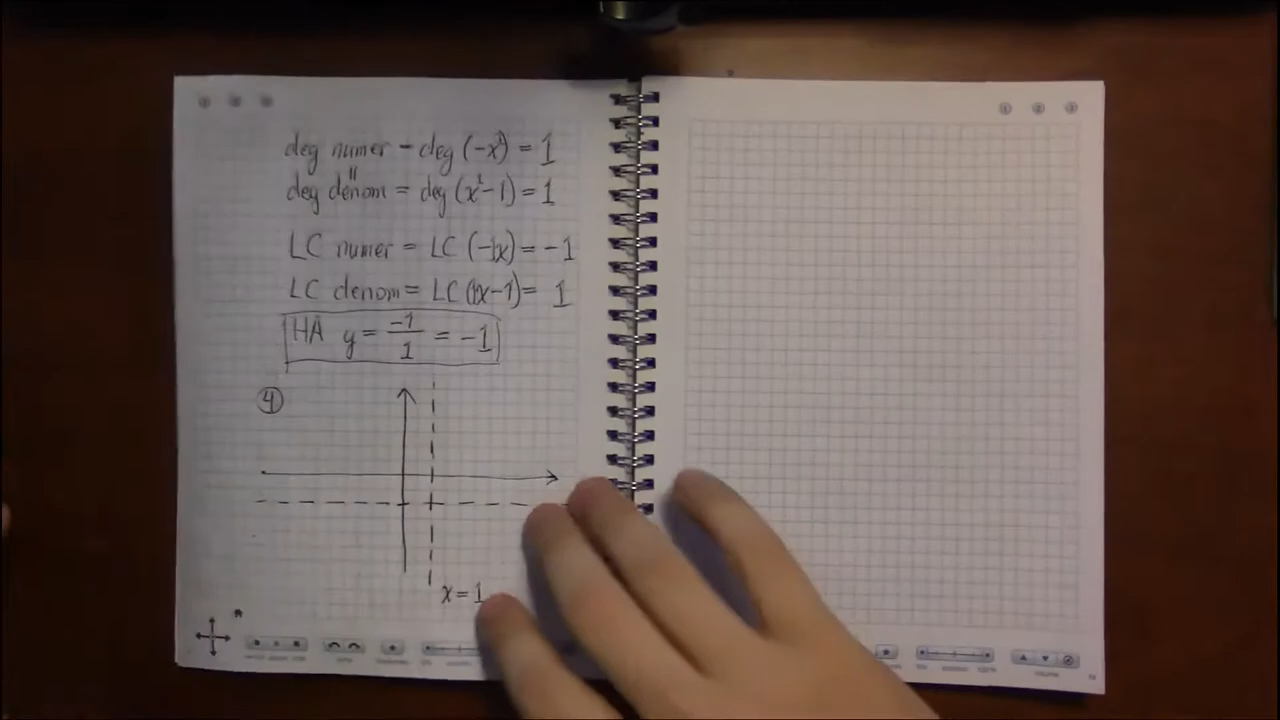 deg numer = deg (-x¹) = 1
=
deg denom = deg (x¹-1) = 1
LC numer = LC (-1x) = -1
LC denom = LC (1x-1) = 1
HA y = -1/1 = -1
4
x = 1